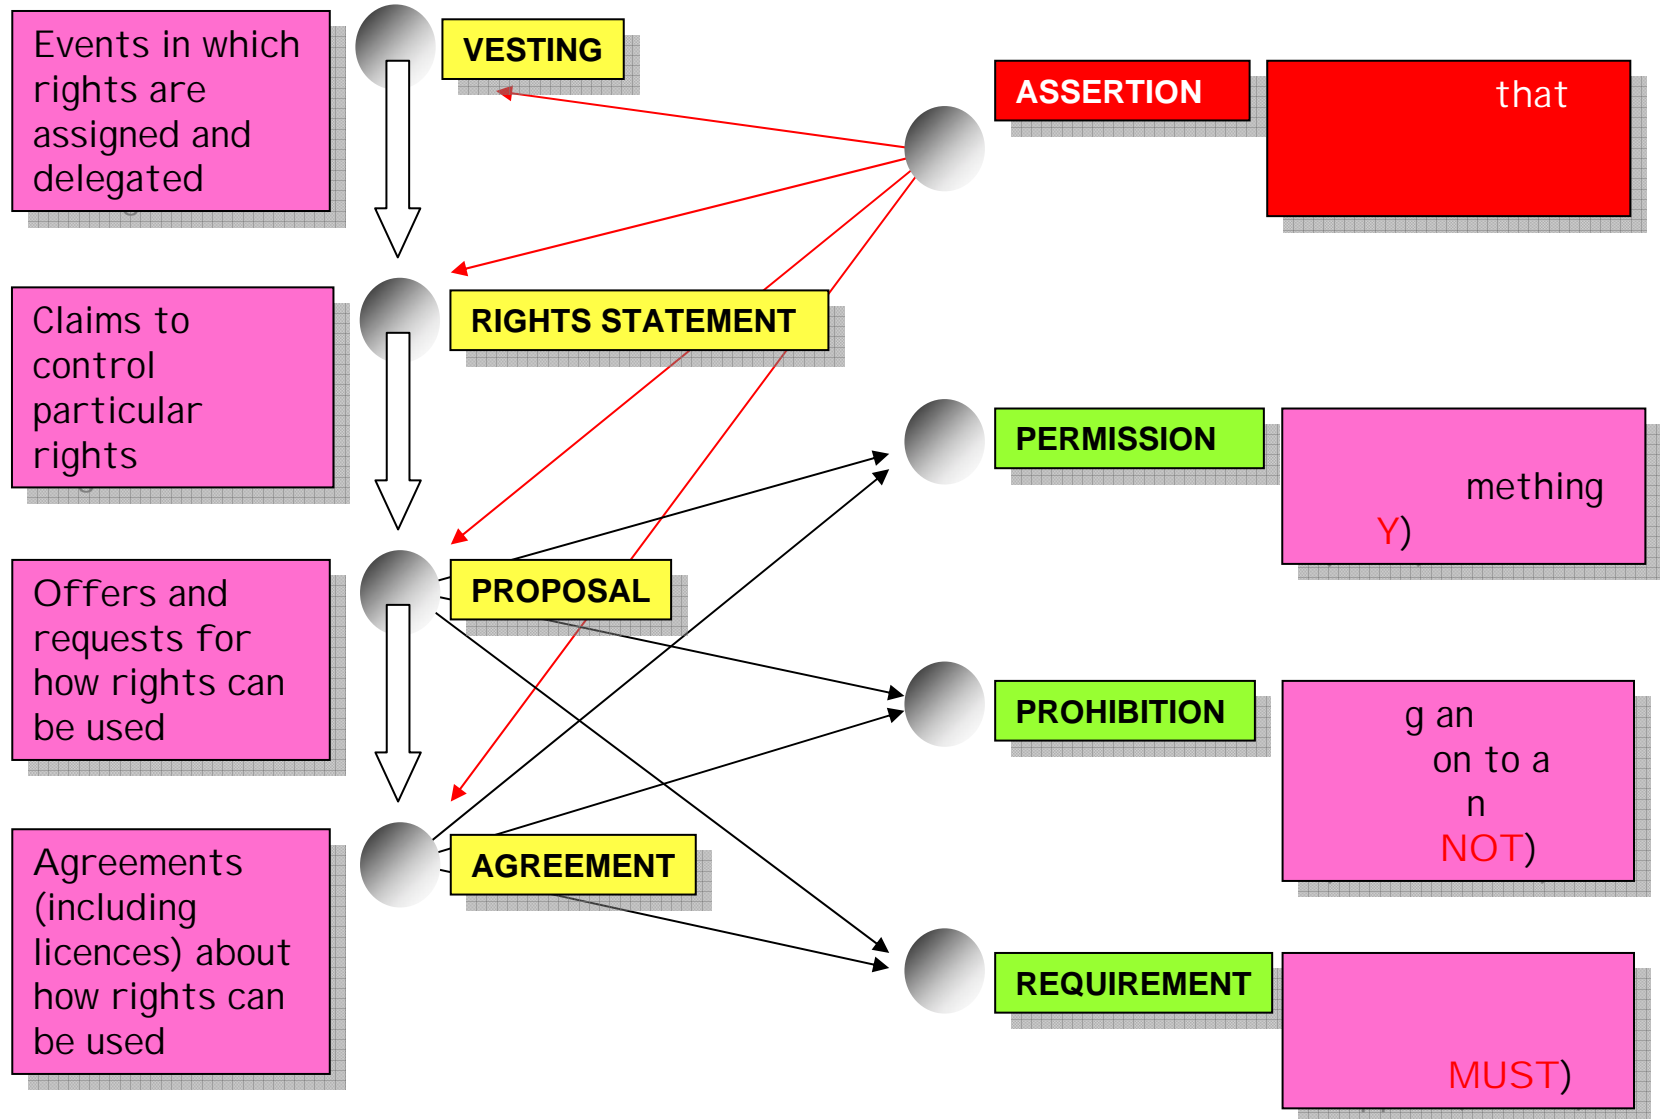 Events in which
rights are
assigned and
delegated
VESTING
ASSERTION
that
Claims to
control
particular
rights
RIGHTS STATEMENT
PERMISSION
mething
Y)
Offers and
requests for
how rights can
be used
PROPOSAL
PROHIBITION
g an
on to a
n
NOT)
Agreements
(including
licences) about
how rights can
be used
AGREEMENT
REQUIREMENT
MUST)